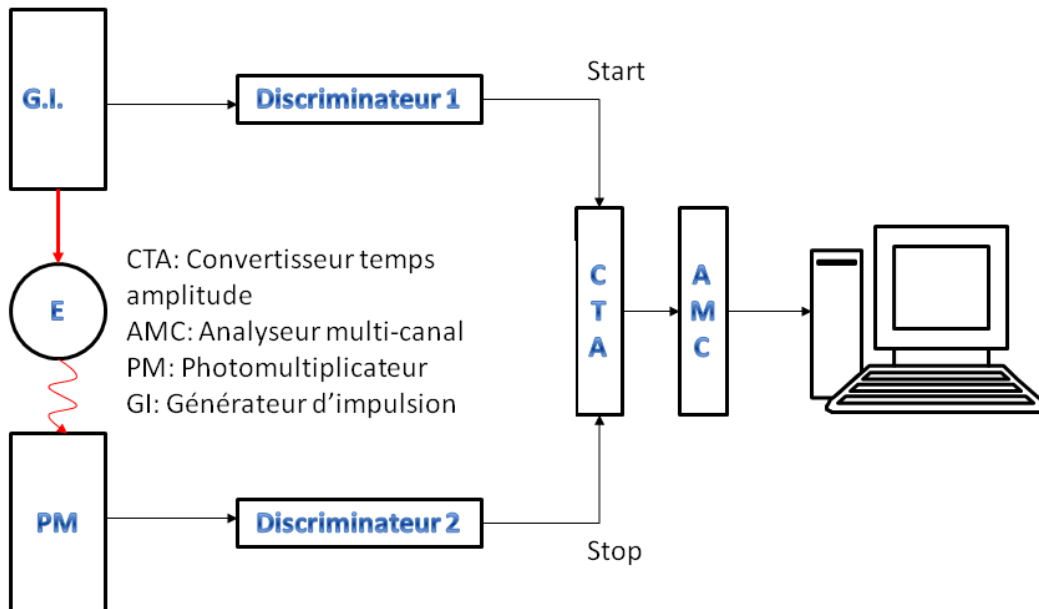 Start
G.I.
Discriminateur 1
CTA: Convertisseur temps
amplitude
AMC: Analyseur multi-canal
PM: Photomultiplicateur
GI: Générateur d’impulsion
E
C
T
A
A
M
C
PM
Discriminateur 2
Stop